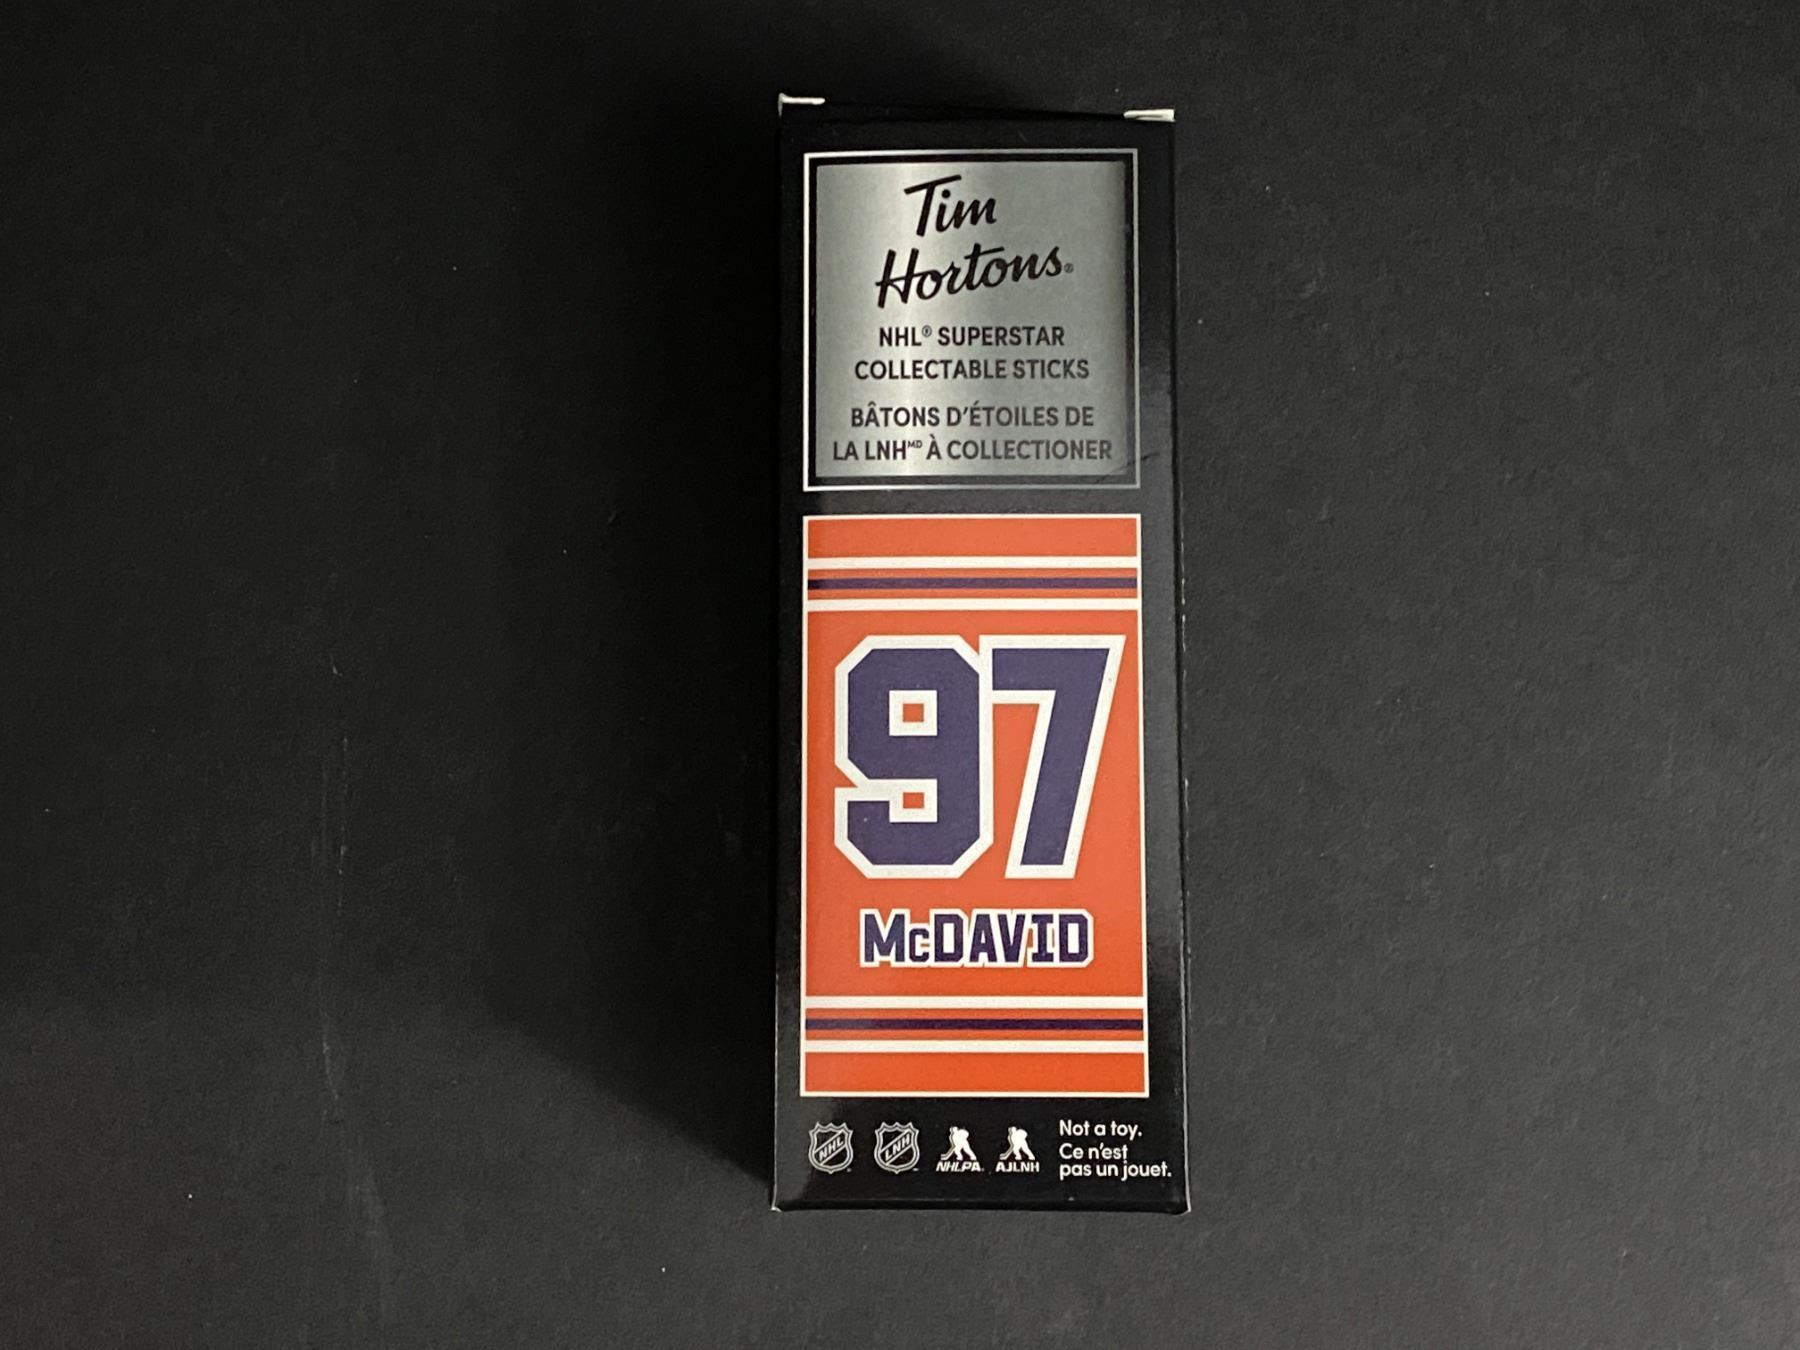 Tim
Hortons®
NHL® SUPERSTAR
COLLECTABLE STICKS
BÂTONS D'ÉTOILES DE
LA LNHᴹᴰ À COLLECTIONER
97
McDAVID
NHL LNH NHLPA AJLNH
Not a toy.
Ce n'est
pas un jouet.